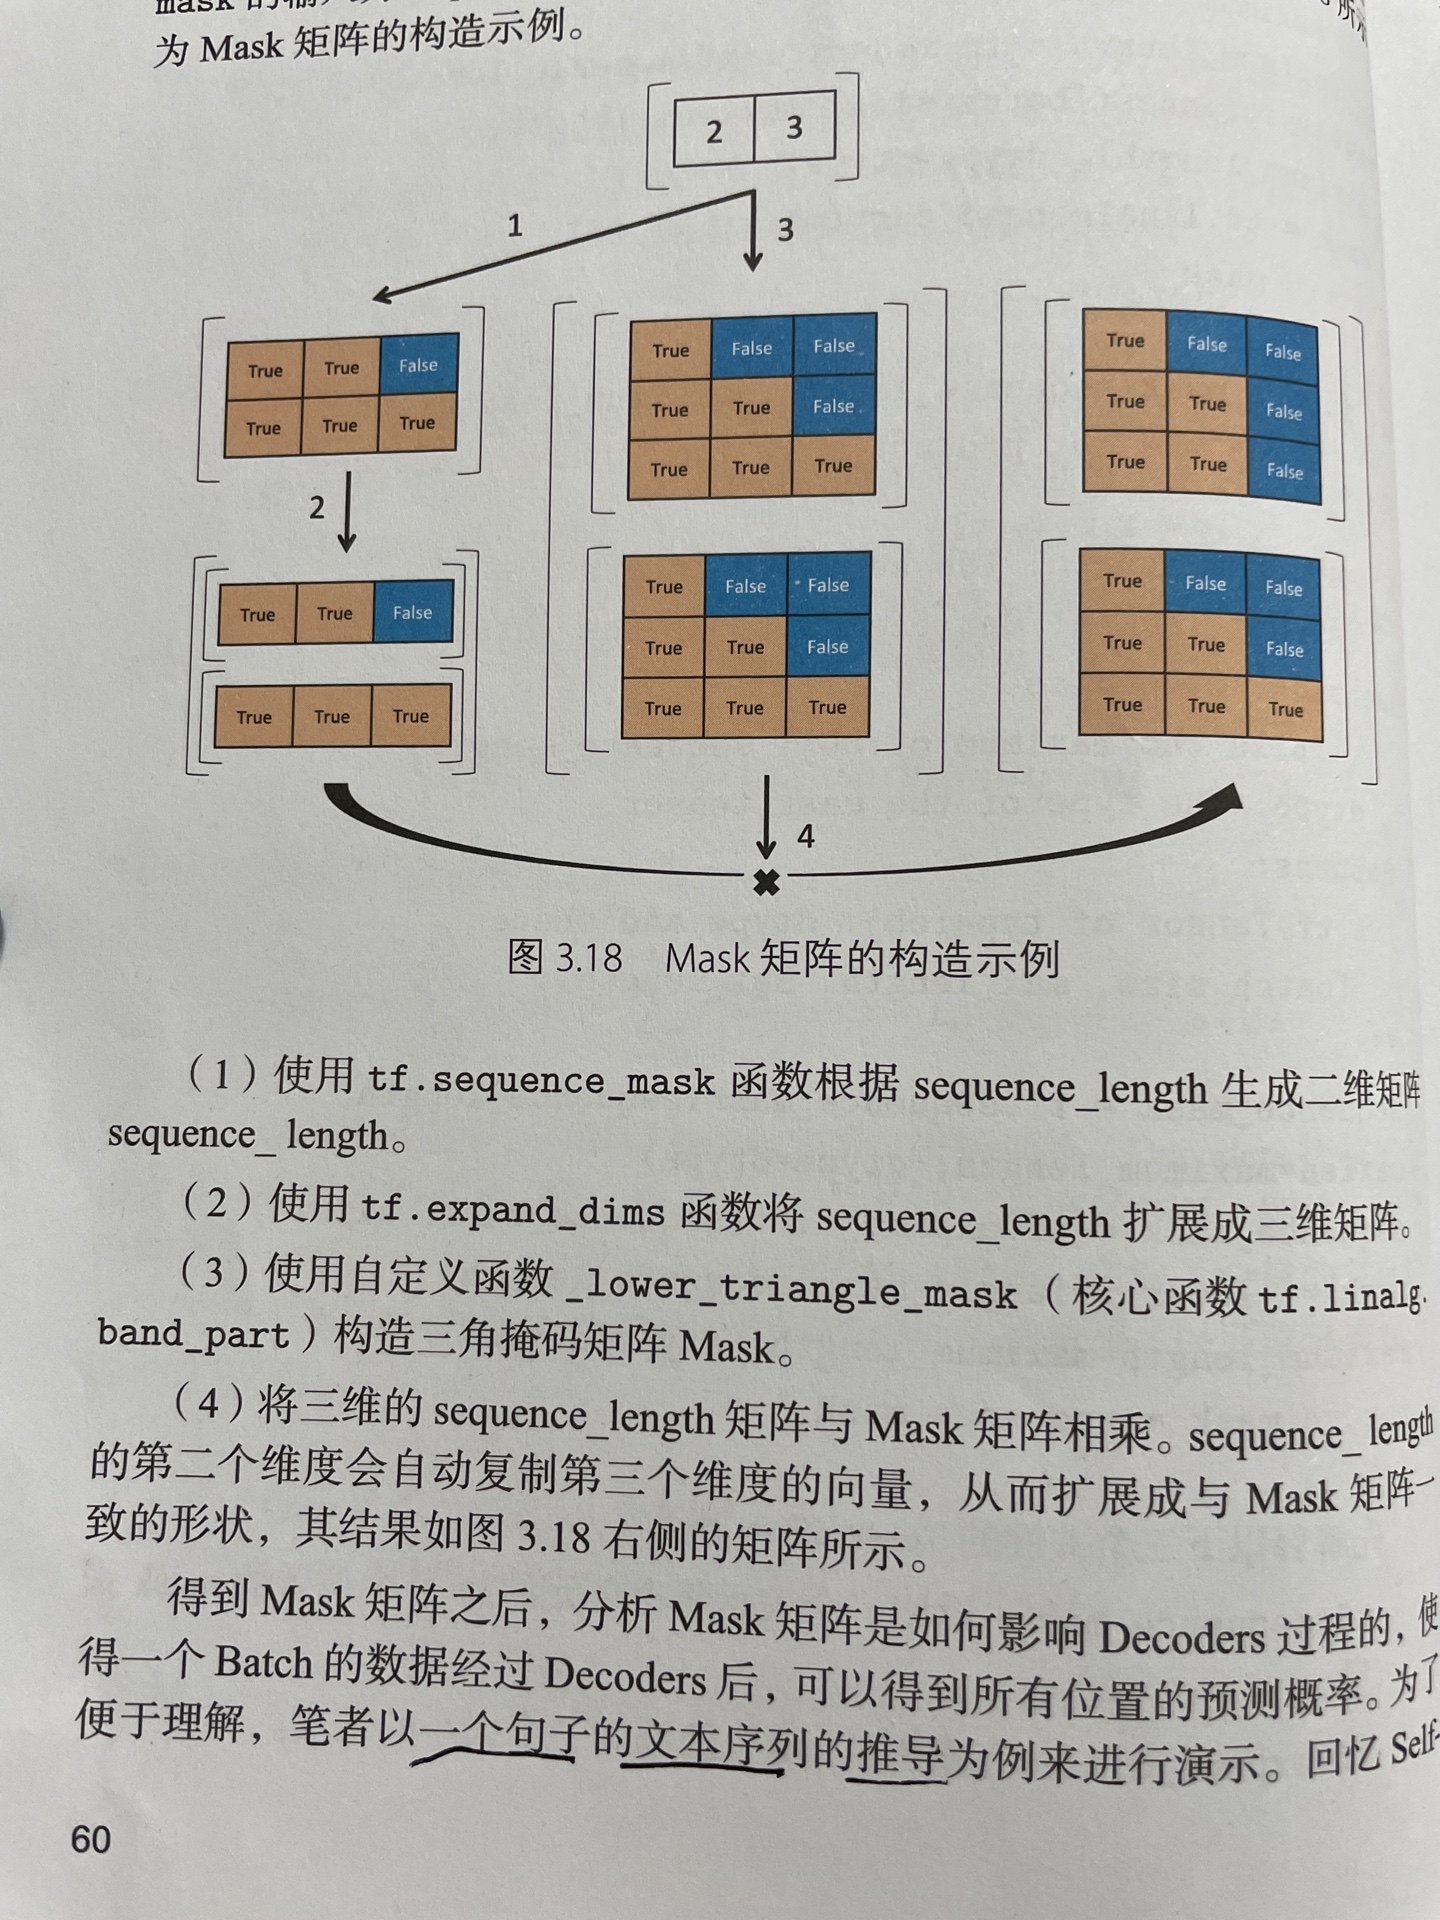 mask 的输
所
为 Mask 矩阵的构造示例。
2 3
1
3
True True False
True True True
2
True True False
True True True
True False False
True True False
True True True
True False False
True True False
True True True
True False False
True True False
True True False
True False False
True True False
True True True
4
图 3.18 Mask 矩阵的构造示例
（1）使用 tf.sequence_mask 函数根据 sequence_length 生成二维矩阵
sequence_ length。
（2）使用 tf.expand_dims 函数将 sequence_length 扩展成三维矩阵。
（3）使用自定义函数 _lower_triangle_mask（核心函数 tf.linalg.
band_part）构造三角掩码矩阵 Mask。
（4）将三维的 sequence_length 矩阵与 Mask 矩阵相乘。sequence_ length
的第二个维度会自动复制第三个维度的向量，从而扩展成与 Mask 矩阵一
致的形状，其结果如图 3.18 右侧的矩阵所示。
得到 Mask 矩阵之后，分析 Mask 矩阵是如何影响 Decoders 过程的，使
得一个 Batch 的数据经过 Decoders 后，可以得到所有位置的预测概率。为了
便于理解，笔者以一个句子的文本序列的推导为例来进行演示。回忆 Self-
60